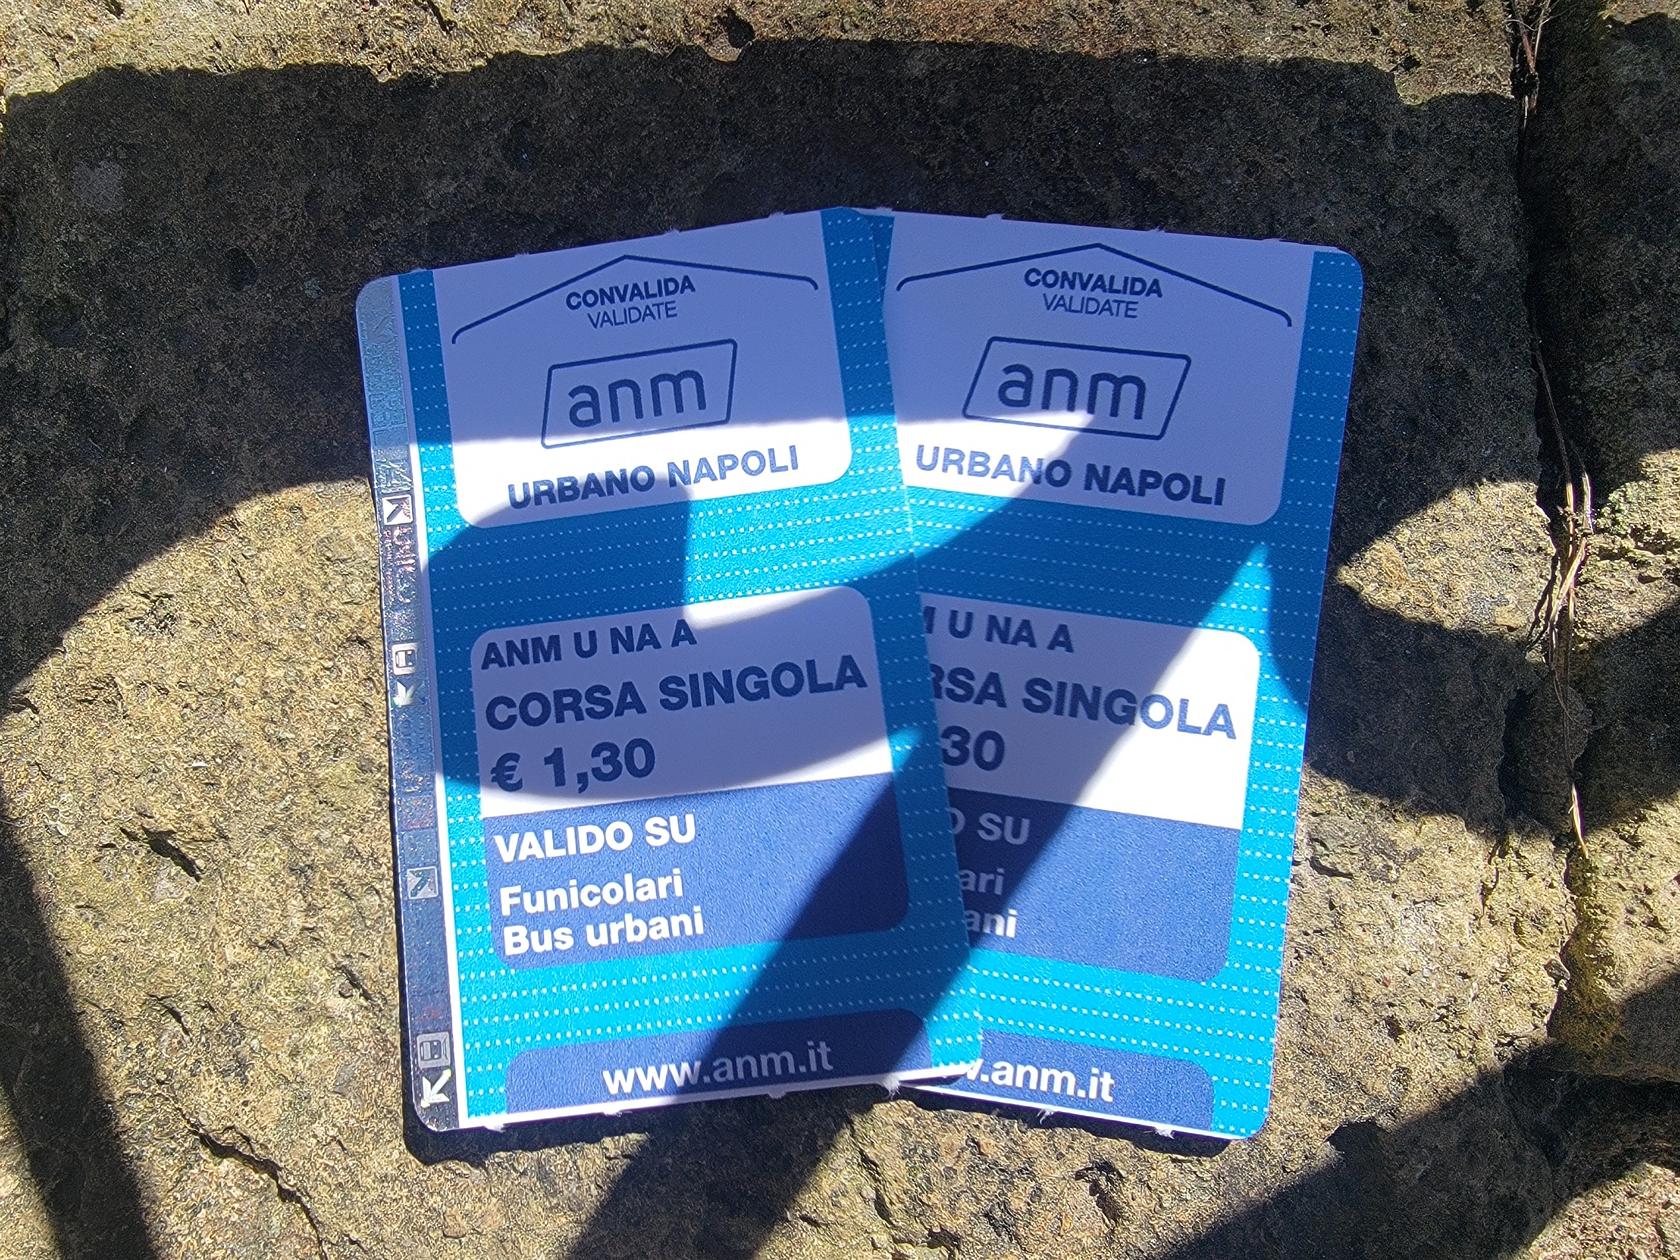 CONVALIDA
VALIDATE
anm
URBANO NAPOLI
ANM U NA A
CORSA SINGOLA
€ 1,30
VALIDO SU
Funicolari
Bus urbani
www.anm.it
CONVALIDA
VALIDATE
anm
URBANO NAPOLI
M U NA A
RSA SINGOLA
30
O SU
ari
ani
w.anm.it